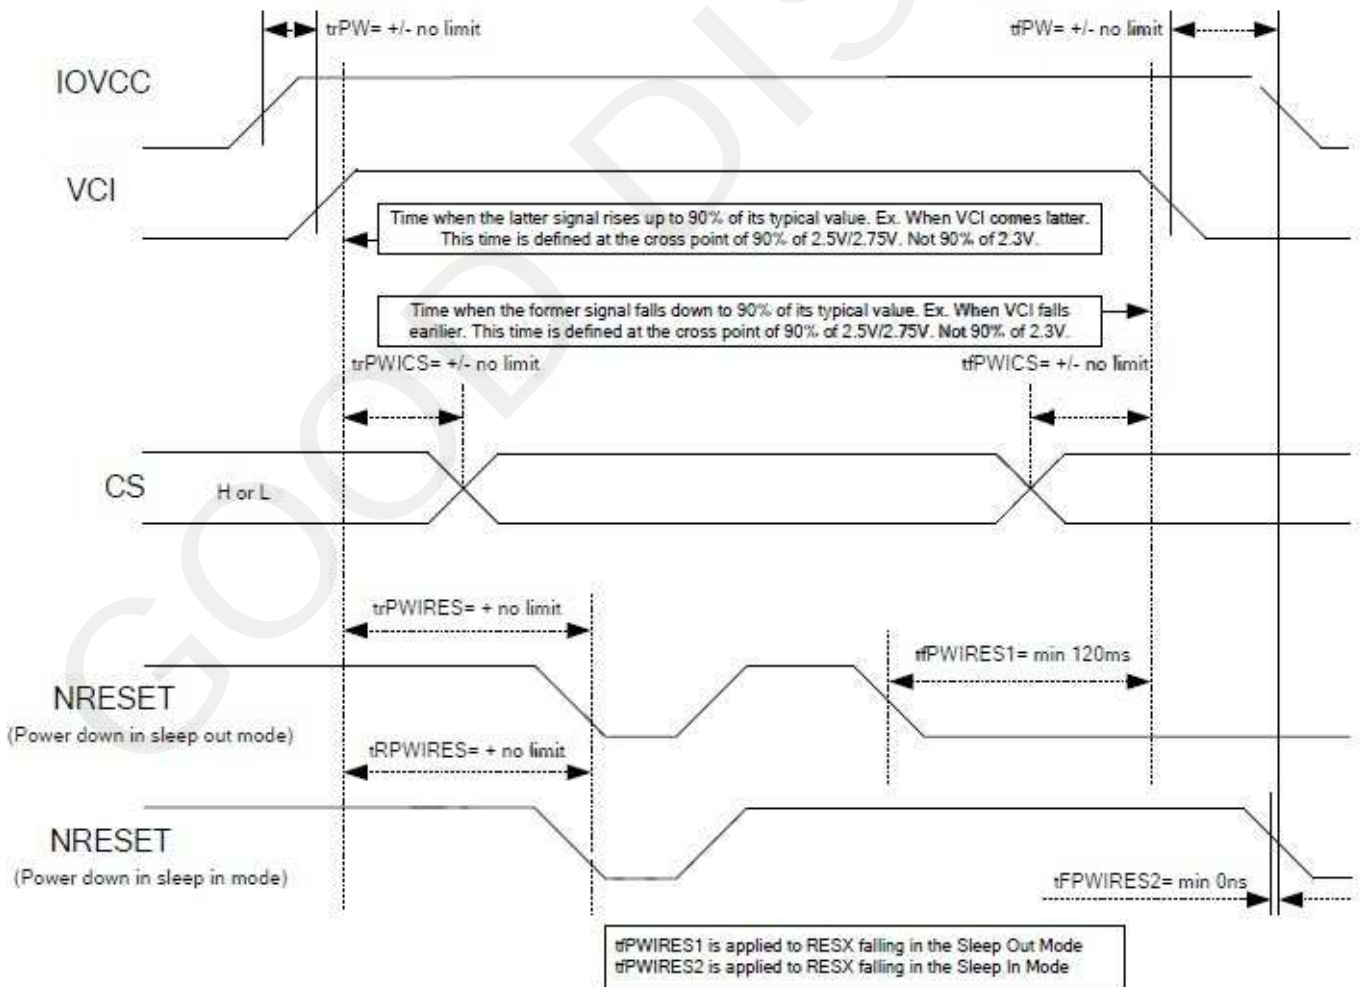 trPW= +/- no limit
tfPW= +/- no limit
IOVCC
VCI
Time when the latter signal rises up to 90% of its typical value. Ex. When VCI comes latter.
This time is defined at the cross point of 90% of 2.5V/2.75V. Not 90% of 2.3V.
Time when the former signal falls down to 90% of its typical value. Ex. When VCI falls
earilier. This time is defined at the cross point of 90% of 2.5V/2.75V. Not 90% of 2.3V.
trPWICS= +/- no limit
tfPWICS= +/- no limit
CS
H or L
trPWIRES= + no limit
tfPWIRES1= min 120ms
NRESET
(Power down in sleep out mode)
tRPWIRES= + no limit
NRESET
(Power down in sleep in mode)
tFPWIRES2= min 0ns
tfPWIRES1 is applied to RESX falling in the Sleep Out Mode
tfPWIRES2 is applied to RESX falling in the Sleep In Mode
GOOD DIS